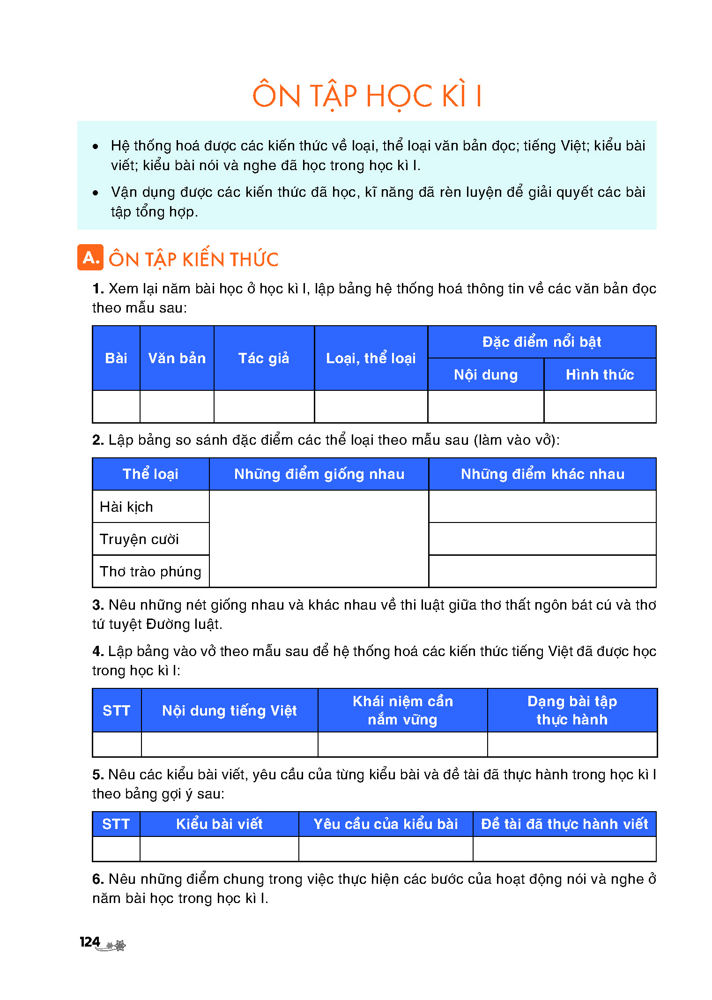 ÔN TẬP HỌC KÌ I
• Hệ thống hoá được các kiến thức về loại, thể loại văn bản đọc; tiếng Việt; kiểu bài
viết; kiểu bài nói và nghe đã học trong học kì I.
• Vận dụng được các kiến thức đã học, kĩ năng đã rèn luyện để giải quyết các bài
tập tổng hợp.
A. ÔN TẬP KIẾN THỨC
1. Xem lại năm bài học ở học kì I, lập bảng hệ thống hoá thông tin về các văn bản đọc
theo mẫu sau:
Bài Văn bản Tác giả Loại, thể loại Đặc điểm nổi bật
Nội dung Hình thức
2. Lập bảng so sánh đặc điểm các thể loại theo mẫu sau (làm vào vở):
Thể loại Những điểm giống nhau Những điểm khác nhau
Hài kịch
Truyện cười
Thơ trào phúng
3. Nêu những nét giống nhau và khác nhau về thi luật giữa thơ thất ngôn bát cú và thơ
tứ tuyệt Đường luật.
4. Lập bảng vào vở theo mẫu sau để hệ thống hoá các kiến thức tiếng Việt đã được học
trong học kì I:
STT Nội dung tiếng Việt Khái niệm cần
nắm vững Dạng bài tập
thực hành
5. Nêu các kiểu bài viết, yêu cầu của từng kiểu bài và đề tài đã thực hành trong học kì I
theo bảng gợi ý sau:
STT Kiểu bài viết Yêu cầu của kiểu bài Đề tài đã thực hành viết
6. Nêu những điểm chung trong việc thực hiện các bước của hoạt động nói và nghe ở
năm bài học trong học kì I.
124